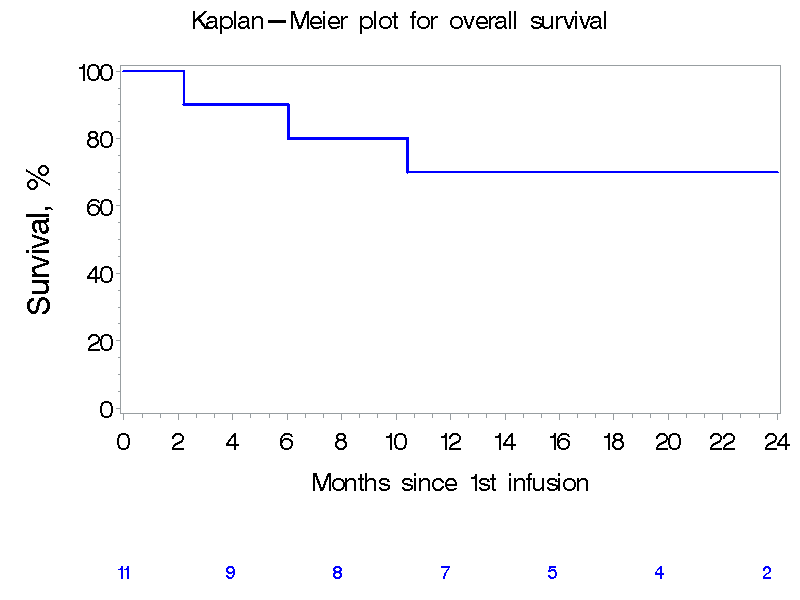 Kaplan—Meier plot for overall survival
100
80
60
40
20
0
Survival, %
0 2 4 6 8 10 12 14 16 18 20 22 24
Months since 1st infusion
11 9 8 7 5 4 2